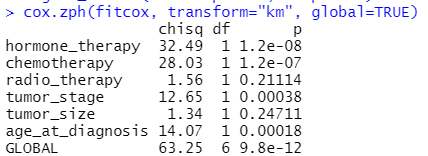 > cox.zph(fitcox, transform="km", global=TRUE)
chisq df p
hormone_therapy 32.49 1 1.2e-08
chemotherapy 28.03 1 1.2e-07
radio_therapy 1.56 1 0.21114
tumor_stage 12.65 1 0.00038
tumor_size 1.34 1 0.24711
age_at_diagnosis 14.07 1 0.00018
GLOBAL 63.25 6 9.8e-12